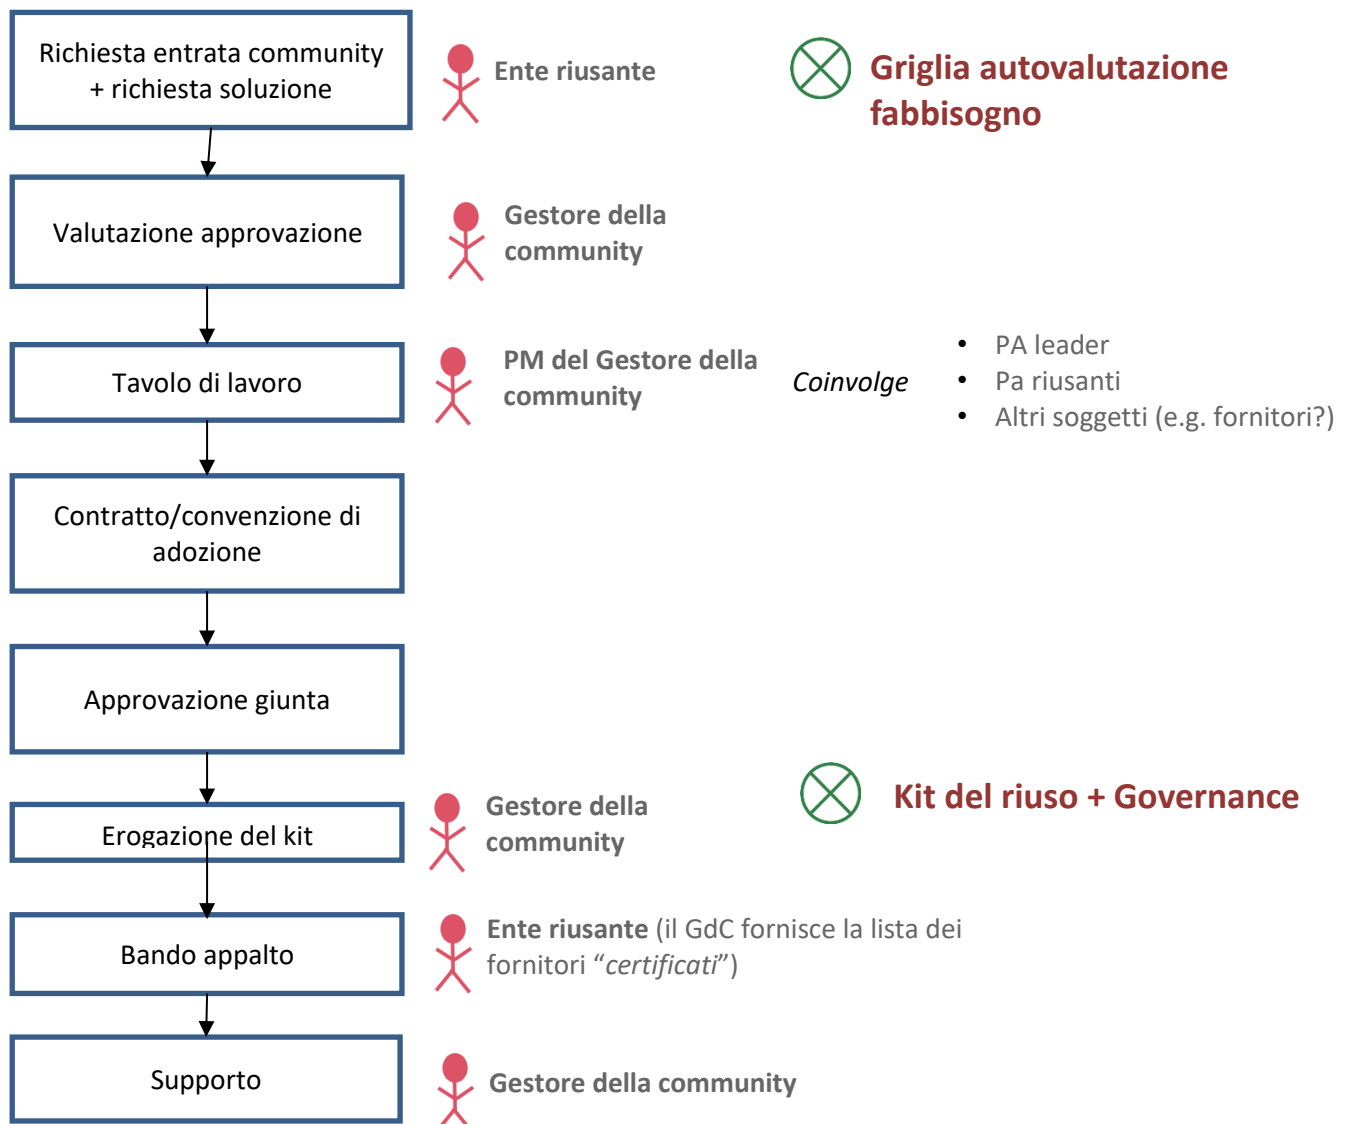 Richiesta entrata community
+ richiesta soluzione
Ente riusante
Griglia autovalutazione
fabbisogno
Valutazione approvazione
Gestore della
community
Tavolo di lavoro
PM del Gestore della
community
Coinvolge
• PA leader
• Pa riusanti
• Altri soggetti (e.g. fornitori?)
Contratto/convenzione di
adozione
Approvazione giunta
Erogazione del kit
Gestore della
community
Kit del riuso + Governance
Bando appalto
Ente riusante (il GdC fornisce la lista dei
fornitori “certificati”)
Supporto
Gestore della community